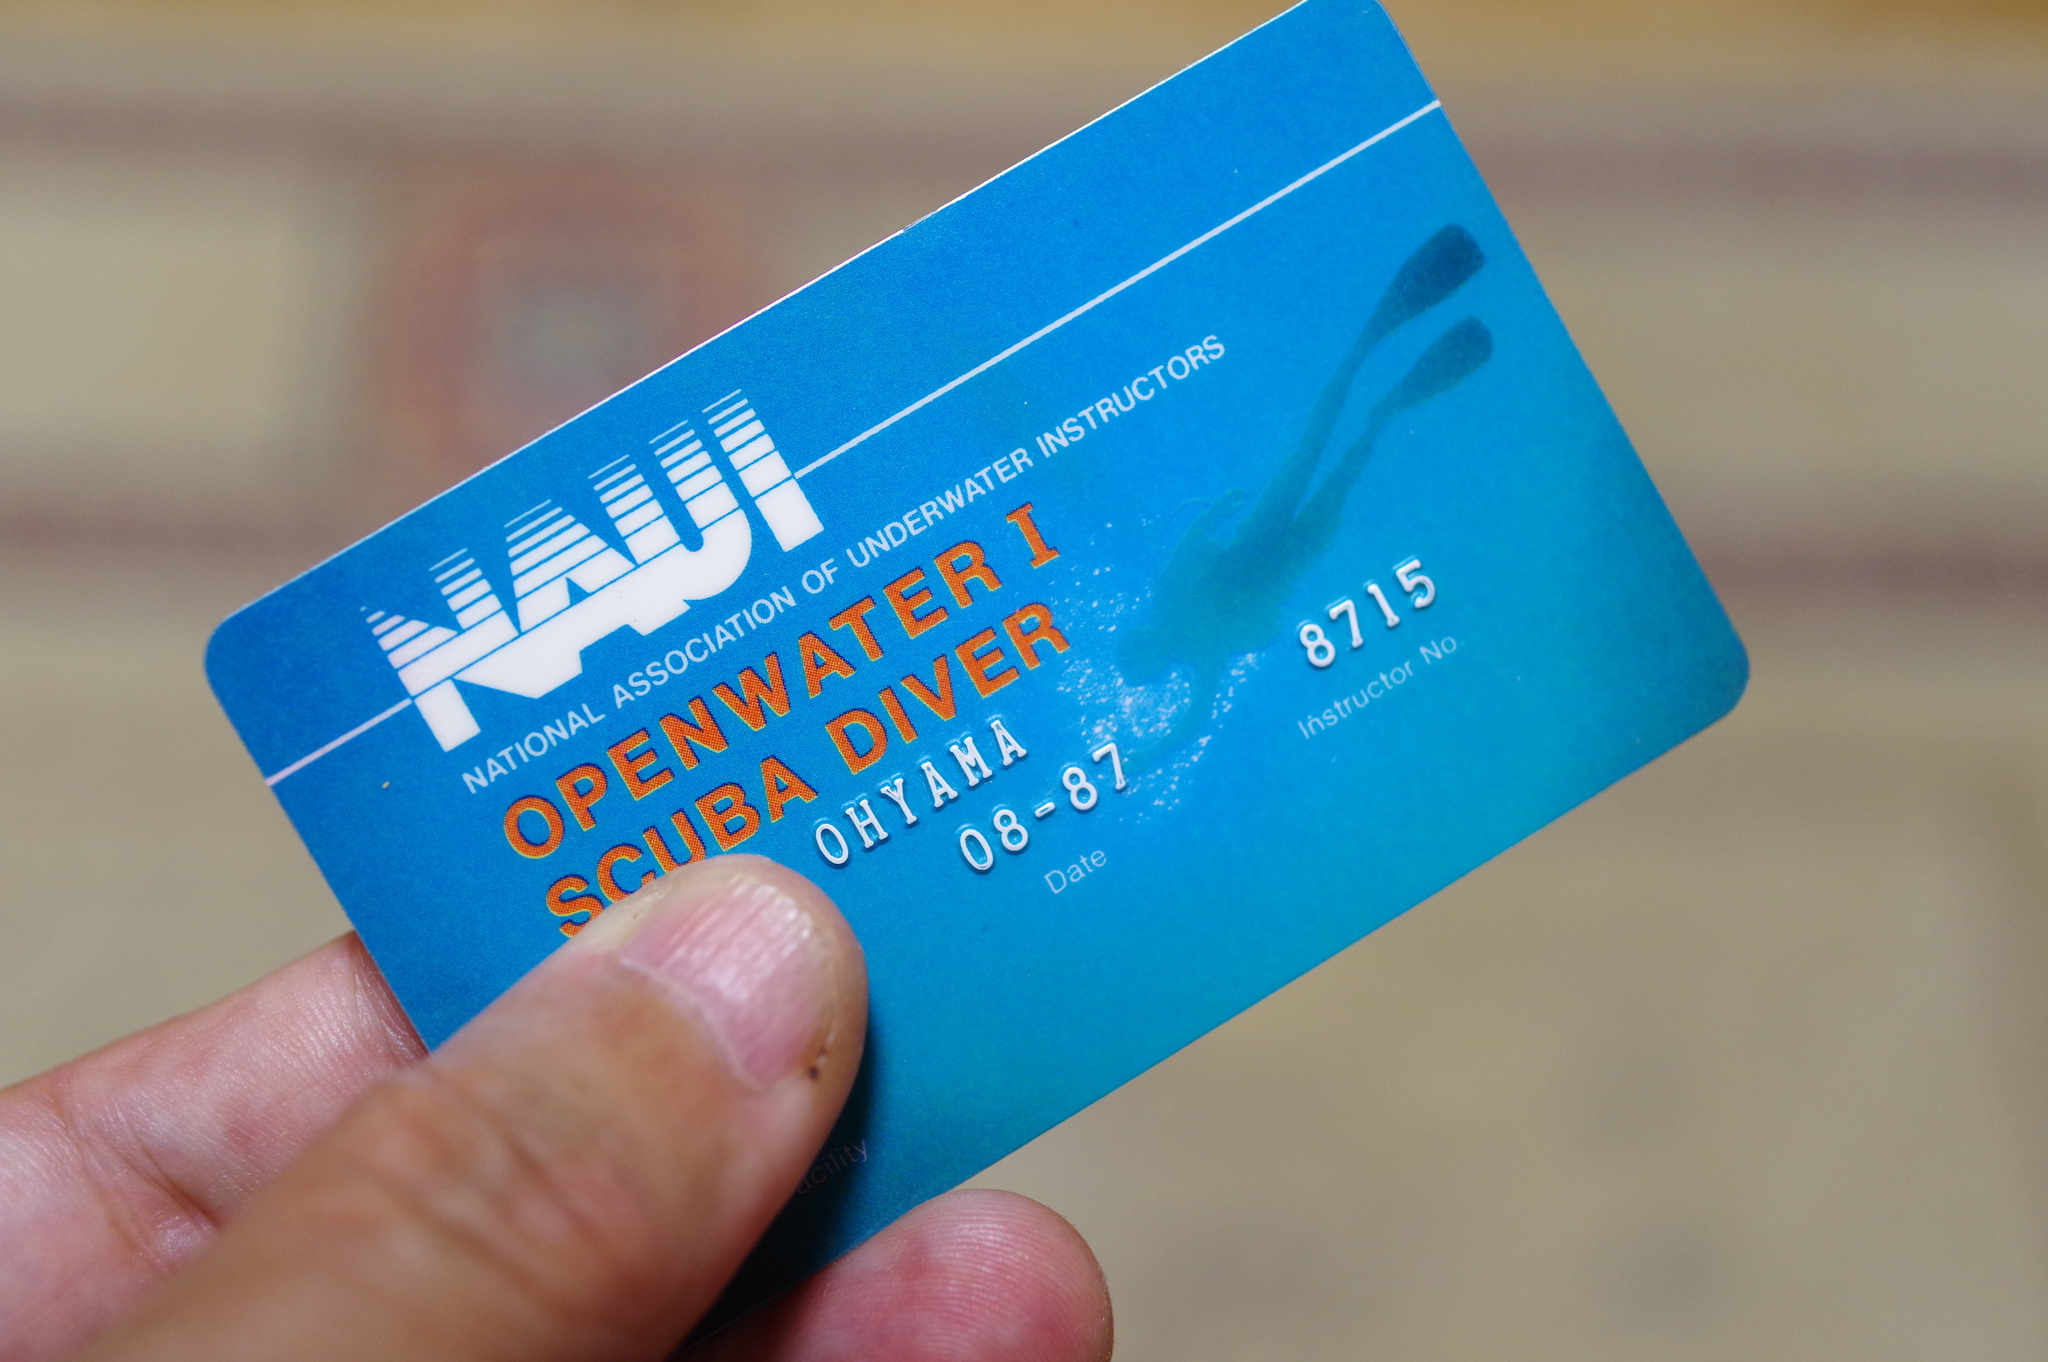 NAUI
NATIONAL ASSOCIATION OF UNDERWATER INSTRUCTORS
OPENWATER I
SCUBA DIVER
OHYAMA
08-87
Date
8715
Instructor No.